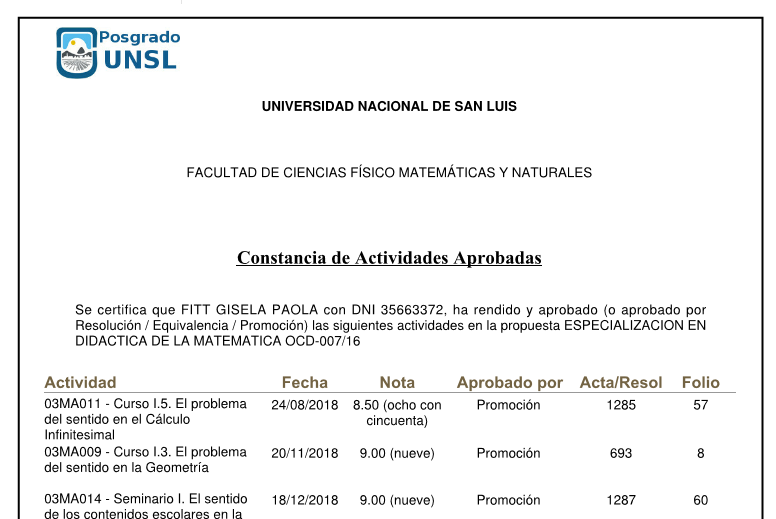 Posgrado
UNSL
UNIVERSIDAD NACIONAL DE SAN LUIS
FACULTAD DE CIENCIAS FÍSICO MATEMÁTICAS Y NATURALES
Constancia de Actividades Aprobadas
Se certifica que FITT GISELA PAOLA con DNI 35663372, ha rendido y aprobado (o aprobado por
Resolución / Equivalencia / Promoción) las siguientes actividades en la propuesta ESPECIALIZACION EN
DIDACTICA DE LA MATEMATICA OCD-007/16
Actividad Fecha Nota Aprobado por Acta/Resol Folio
03MA011 - Curso I.5. El problema 24/08/2018 8.50 (ocho con Promoción 1285 57
del sentido en el Cálculo cincuenta)
Infinitesimal
03MA009 - Curso I.3. El problema 20/11/2018 9.00 (nueve) Promoción 693 8
del sentido en la Geometría
03MA014 - Seminario I. El sentido 18/12/2018 9.00 (nueve) Promoción 1287 60
de los contenidos escolares en la